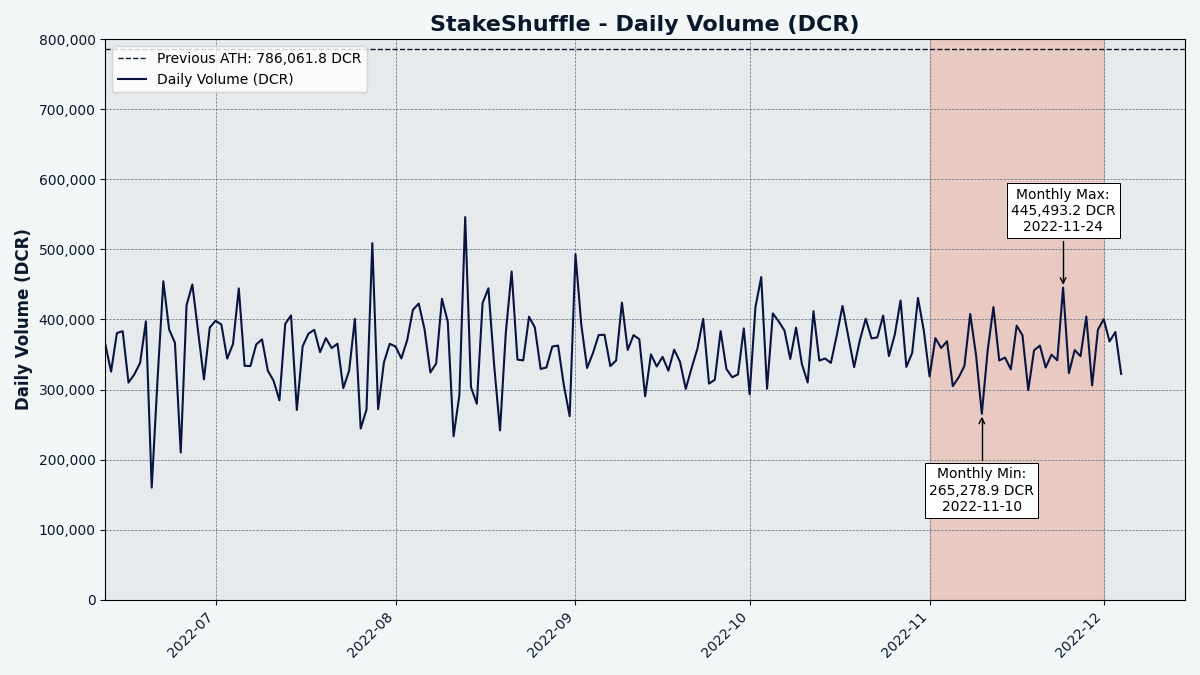 StakeShuffle - Daily Volume (DCR)
Previous ATH: 786,061.8 DCR
Daily Volume (DCR)
Daily Volume (DCR)
800,000
700,000
600,000
500,000
400,000
300,000
200,000
100,000
0
Monthly Max:
445,493.2 DCR
2022-11-24
Monthly Min:
265,278.9 DCR
2022-11-10
2022-07
2022-08
2022-09
2022-10
2022-11
2022-12